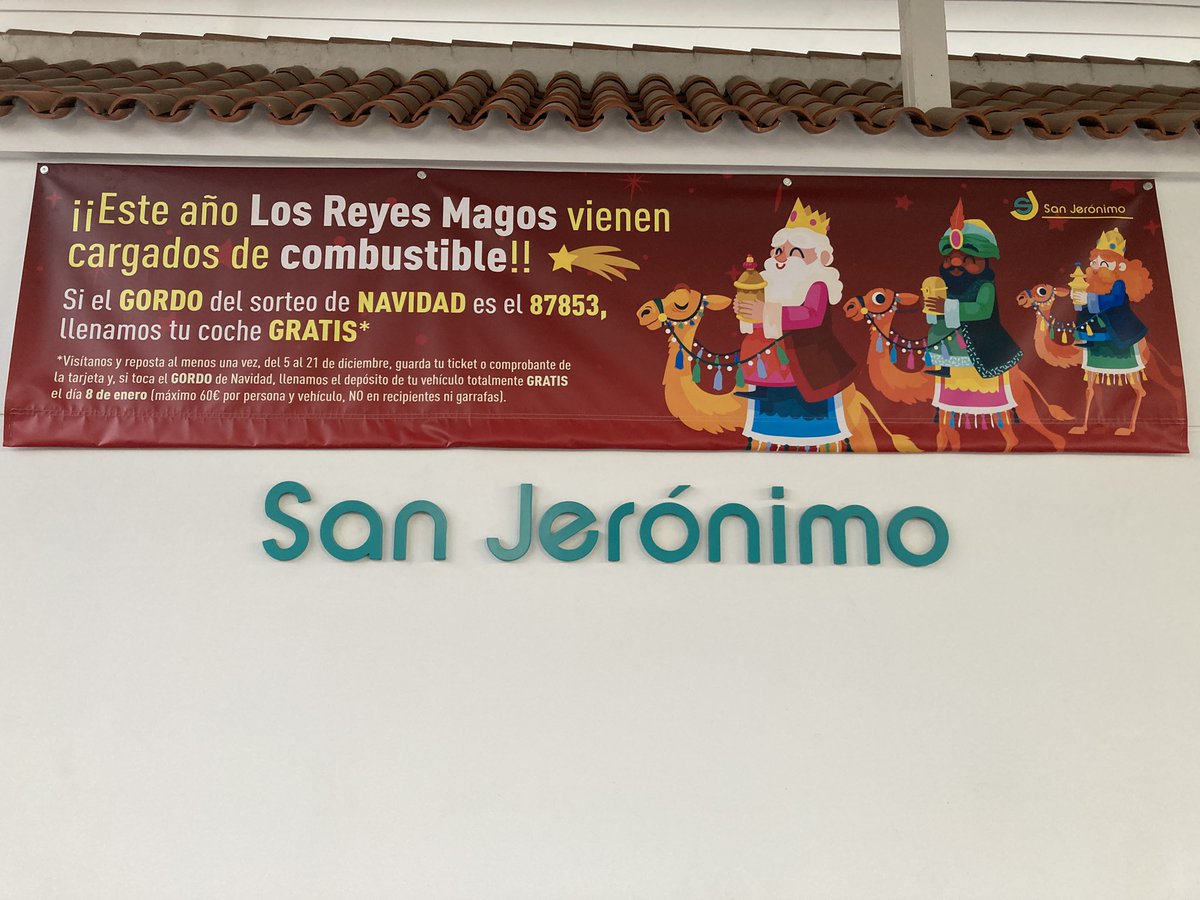 ¡¡Este año Los Reyes Magos vienen
cargados de combustible!!
Si el GORDO del sorteo de NAVIDAD es el 87853,
llenamos tu coche GRATIS*
*Visítanos y reposta al menos una vez, del 5 al 21 de diciembre, guarda tu ticket o comprobante de
la tarjeta y, si toca el GORDO de Navidad, llenamos el depósito de tu vehículo totalmente GRATIS
el día 8 de enero (máximo 60€ por persona y vehículo, NO en recipientes ni garrafas).
SJ San Jerónimo
San Jerónimo